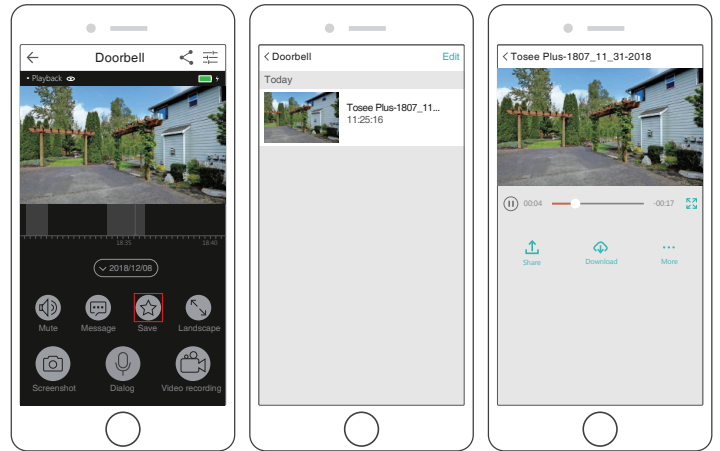 Doorbell
• Playback
18:35
18:40
2018/12/08
Mute
Message
Save
Landscape
Screenshot
Dialog
Video recording
Doorbell
Edit
Today
Tosee Plus-1807_11...
11:25:16
Tosee Plus-1807_11_31-2018
00:04
-00:17
Share
Download
More